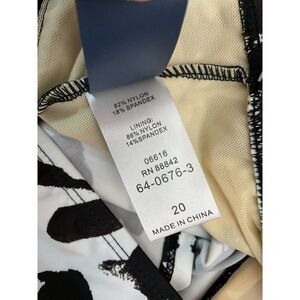 82% NYLON
18% SPANDEX
LINING:
86% NYLON
14% SPANDEX
06616
RN 88842
64-0676-3
20
MADE IN CHINA